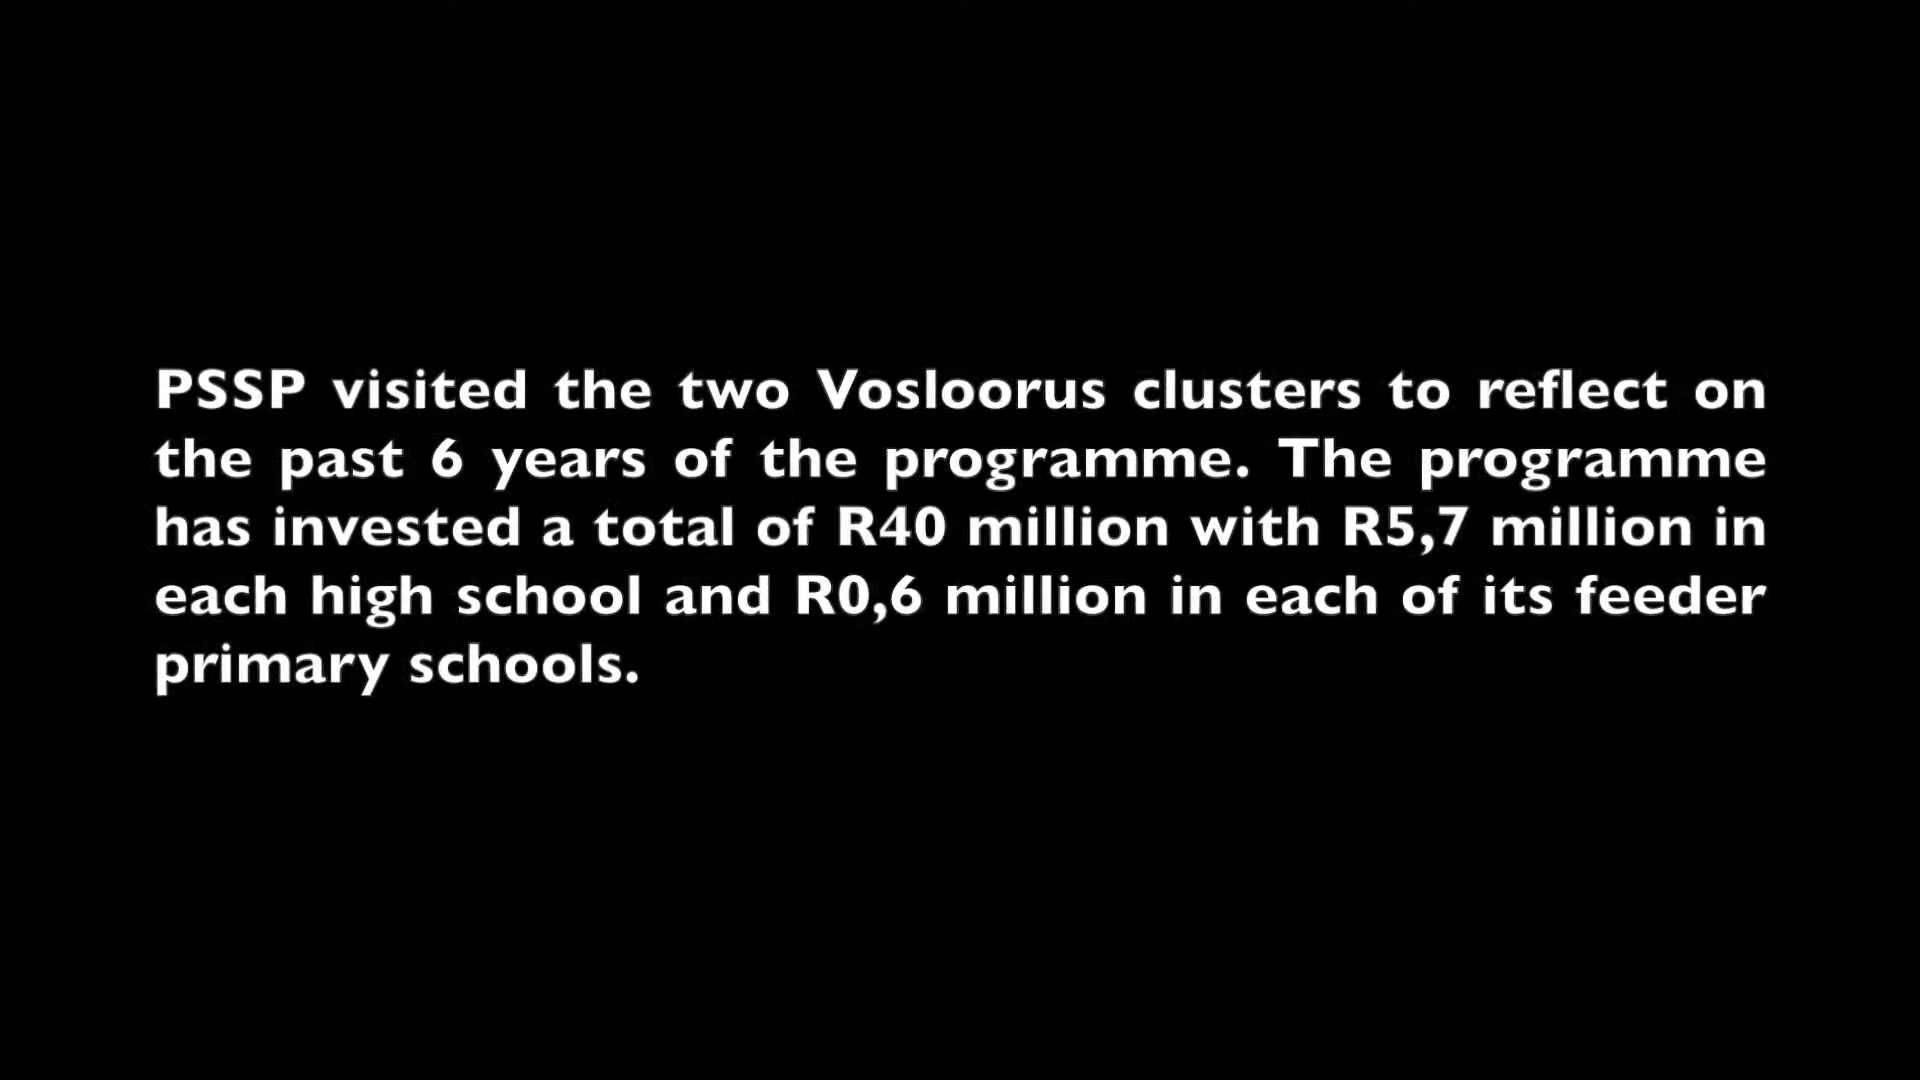 PSSP visited the two Vosloorus clusters to reflect on
the past 6 years of the programme. The programme
has invested a total of R40 million with R5,7 million in
each high school and R0,6 million in each of its feeder
primary schools.